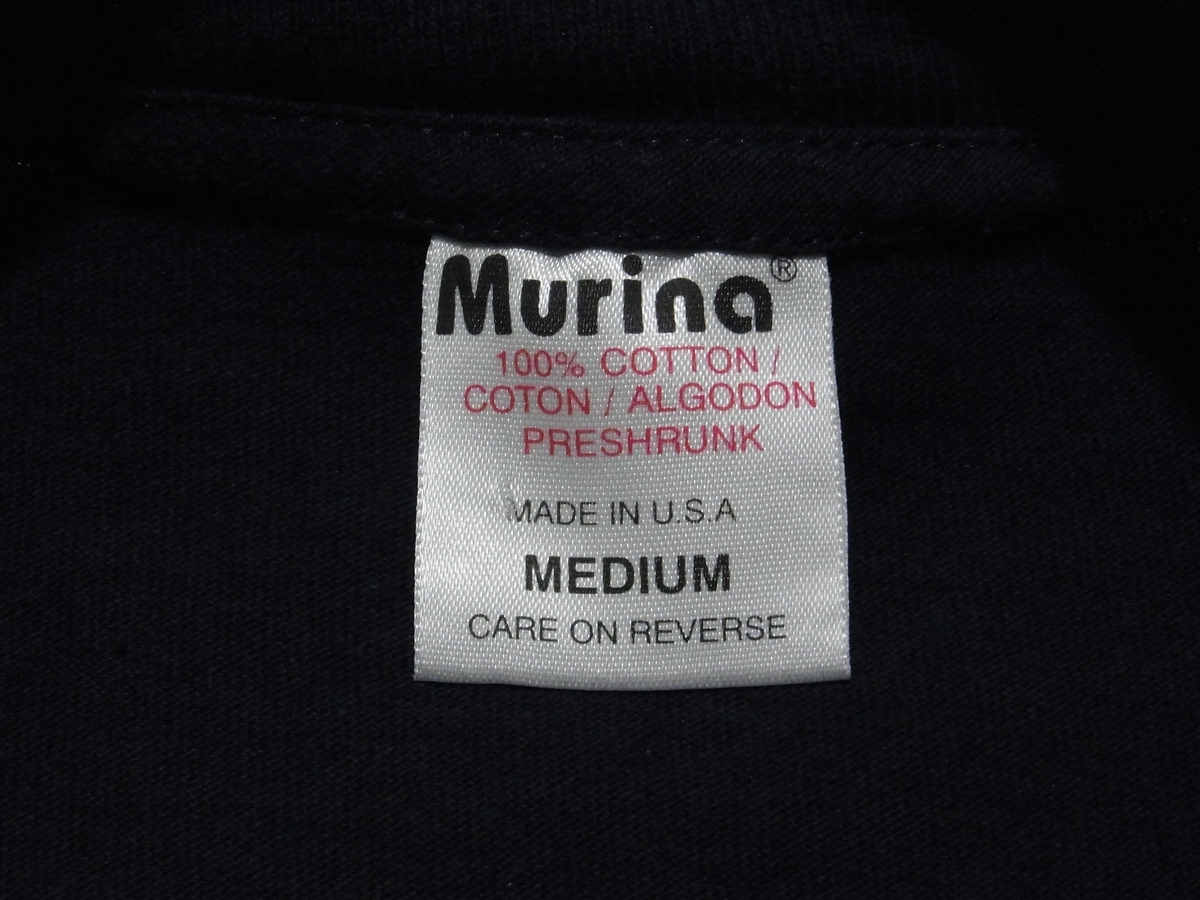 Murina®
100% COTTON /
COTON / ALGODON
PRESHRUNK
MADE IN U.S.A
MEDIUM
CARE ON REVERSE